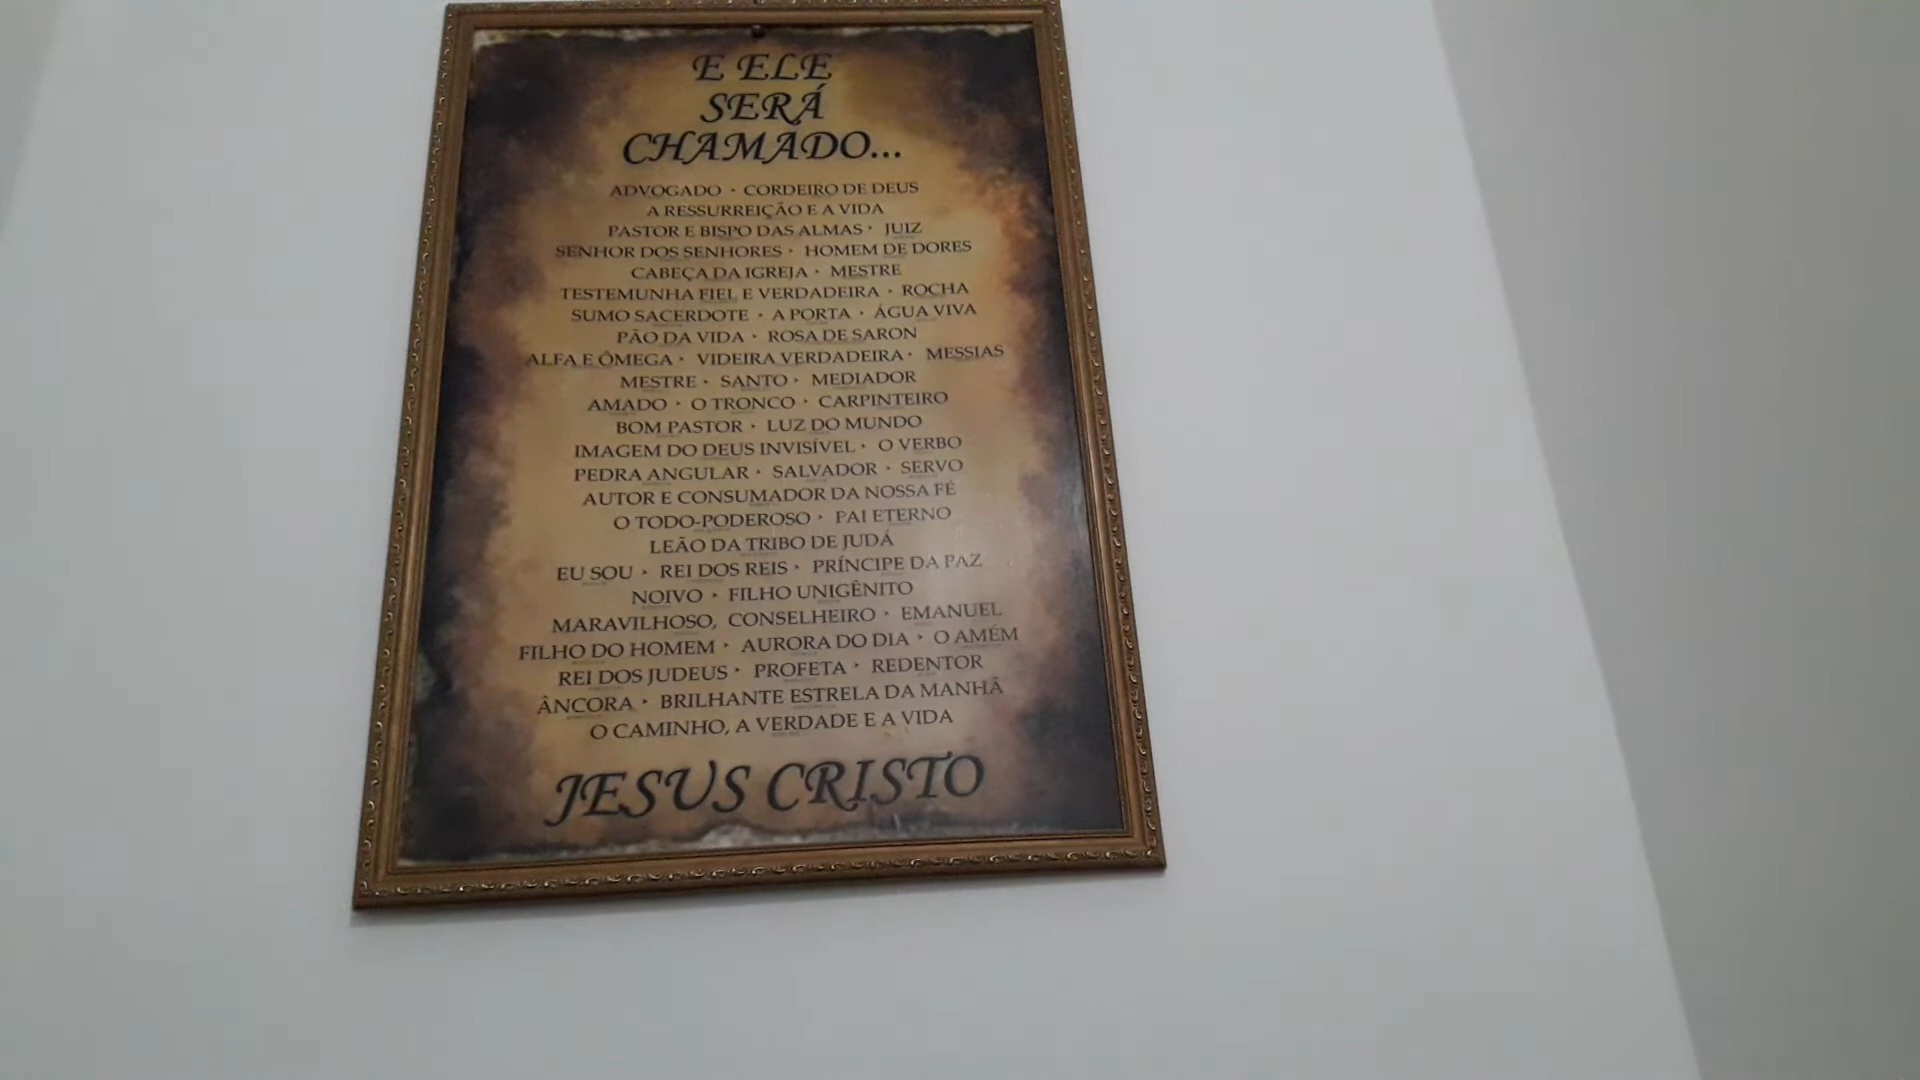 E ELE
SERÁ
CHAMADO...
ADVOGADO • CORDEIRO DE DEUS
A RESSURREIÇÃO E A VIDA
PASTOR E BISPO DAS ALMAS • JUIZ
SENHOR DOS SENHORES • HOMEM DE DORES
CABEÇA DA IGREJA • MESTRE
TESTEMUNHA FIEL E VERDADEIRA • ROCHA
SUMO SACERDOTE • A PORTA • ÁGUA VIVA
PÃO DA VIDA • ROSA DE SARON
ALFA E ÔMEGA • VIDEIRA VERDADEIRA • MESSIAS
MESTRE • SANTO • MEDIADOR
AMADO • O TRONCO • CARPINTEIRO
BOM PASTOR • LUZ DO MUNDO
IMAGEM DO DEUS INVISÍVEL • O VERBO
PEDRA ANGULAR • SALVADOR • SERVO
AUTOR E CONSUMADOR DA NOSSA FÉ
O TODO-PODEROSO • PAI ETERNO
LEÃO DA TRIBO DE JUDÁ
EU SOU • REI DOS REIS • PRÍNCIPE DA PAZ
NOIVO • FILHO UNIGÊNITO
MARAVILHOSO, CONSELHEIRO • EMANUEL
FILHO DO HOMEM • AURORA DO DIA • O AMÉM
REI DOS JUDEUS • PROFETA • REDENTOR
ÂNCORA • BRILHANTE ESTRELA DA MANHÃ
O CAMINHO, A VERDADE E A VIDA
JESUS CRISTO